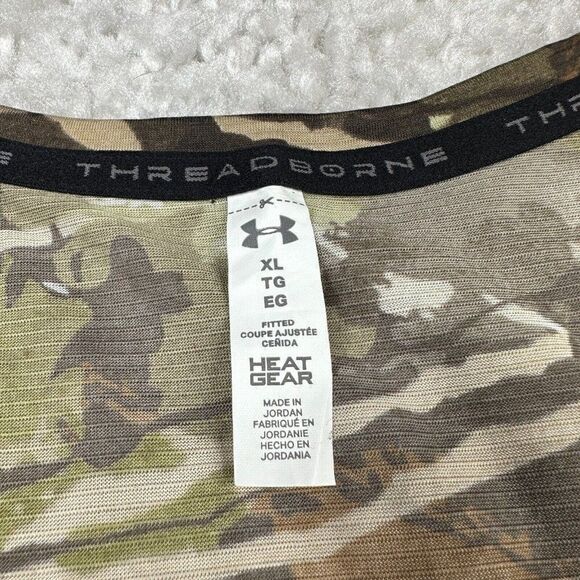 THREADBORNE
XL
TG
EG
FITTED
COUPE AJUSTÉE
CEÑIDA
HEAT
GEAR
MADE IN
JORDAN
FABRIQUÉ EN
JORDANIE
HECHO EN
JORDANIA